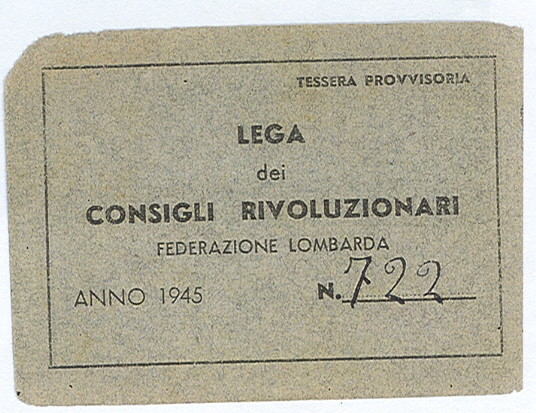 TESSERA PROVVISORIA
LEGA
dei
CONSIGLI RIVOLUZIONARI
FEDERAZIONE LOMBARDA
ANNO 1945 N. 722